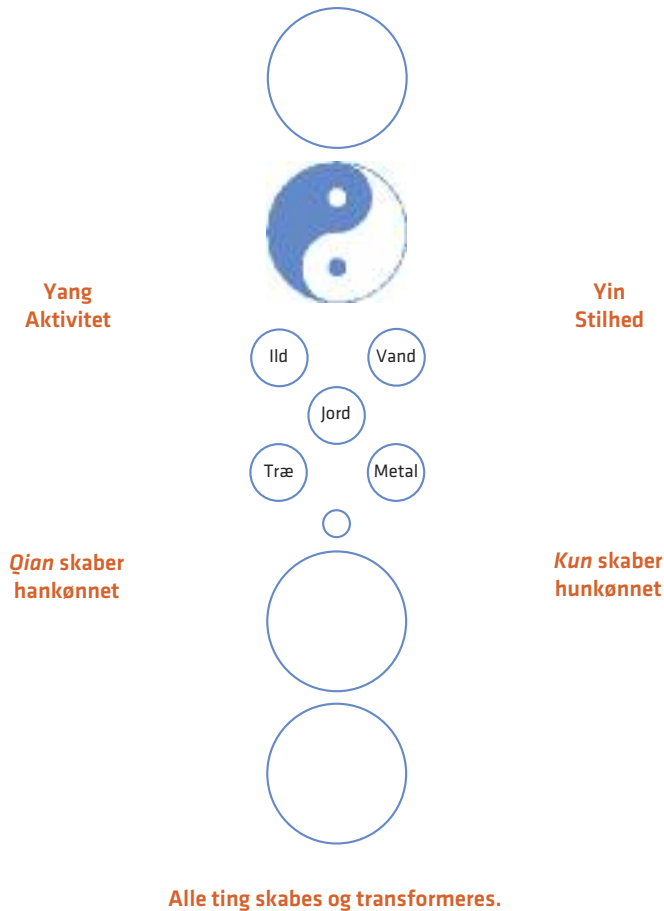 Yang
Aktivitet
Yin
Stilhed
Ild
Vand
Jord
Træ
Metal
Qian skaber
hankønnet
Kun skaber
hunkønnet
Alle ting skabes og transformeres.